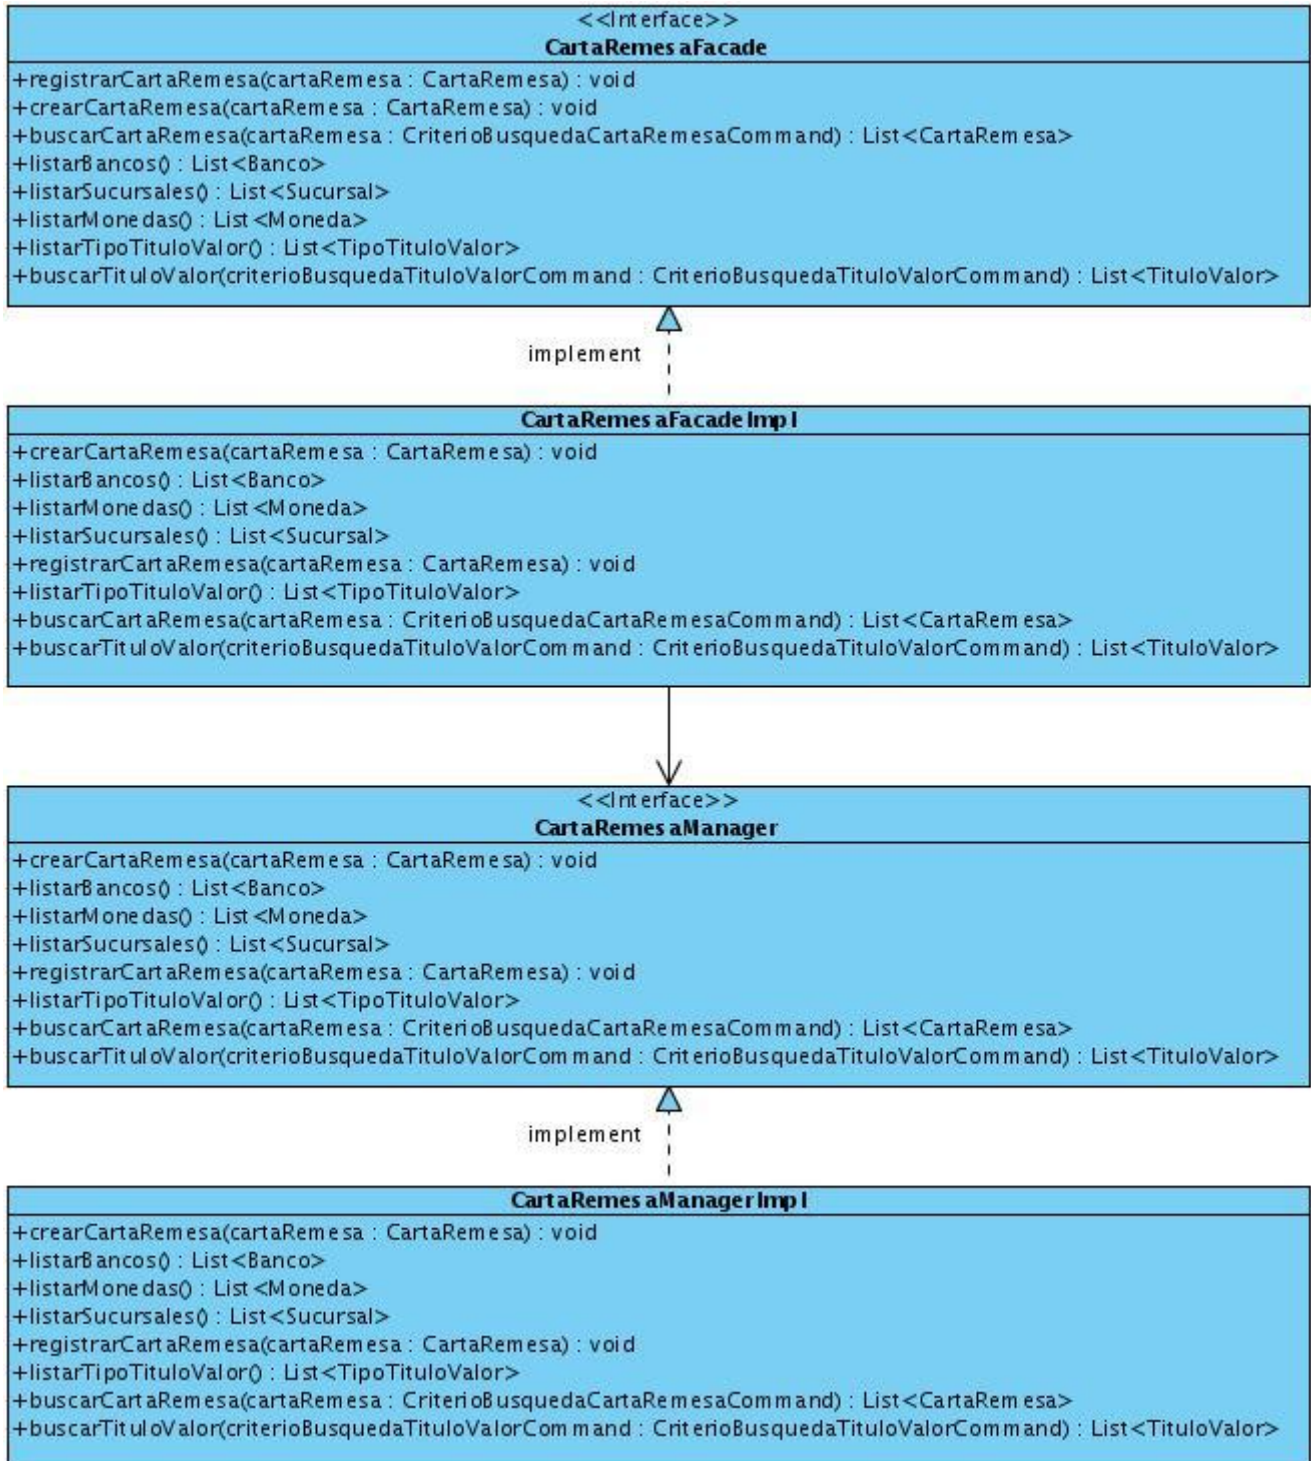 <<Interface>>
CartaRemesaFacade
+registrarCartaRemesa(cartaRemesa : CartaRemesa) : void
+crearCartaRemesa(cartaRemesa : CartaRemesa) : void
+buscarCartaRemesa(cartaRemesa : CriterioBusquedaCartaRemesaCommand) : List<CartaRemesa>
+listarBancos() : List<Banco>
+listarSucursales() : List<Sucursal>
+listarMonedas() : List<Moneda>
+listarTipoTituloValor() : List<TipoTituloValor>
+buscarTituloValor(criterioBusquedaTituloValorCommand : CriterioBusquedaTituloValorCommand) : List<TituloValor>
implement
CartaRemesaFacadeImpl
+crearCartaRemesa(cartaRemesa : CartaRemesa) : void
+listarBancos() : List<Banco>
+listarMonedas() : List<Moneda>
+listarSucursales() : List<Sucursal>
+registrarCartaRemesa(cartaRemesa : CartaRemesa) : void
+listarTipoTituloValor() : List<TipoTituloValor>
+buscarCartaRemesa(cartaRemesa : CriterioBusquedaCartaRemesaCommand) : List<CartaRemesa>
+buscarTituloValor(criterioBusquedaTituloValorCommand : CriterioBusquedaTituloValorCommand) : List<TituloValor>
<<Interface>>
CartaRemesaManager
+crearCartaRemesa(cartaRemesa : CartaRemesa) : void
+listarBancos() : List<Banco>
+listarMonedas() : List<Moneda>
+listarSucursales() : List<Sucursal>
+registrarCartaRemesa(cartaRemesa : CartaRemesa) : void
+listarTipoTituloValor() : List<TipoTituloValor>
+buscarCartaRemesa(cartaRemesa : CriterioBusquedaCartaRemesaCommand) : List<CartaRemesa>
+buscarTituloValor(criterioBusquedaTituloValorCommand : CriterioBusquedaTituloValorCommand) : List<TituloValor>
implement
CartaRemesaManagerImpl
+crearCartaRemesa(cartaRemesa : CartaRemesa) : void
+listarBancos() : List<Banco>
+listarMonedas() : List<Moneda>
+listarSucursales() : List<Sucursal>
+registrarCartaRemesa(cartaRemesa : CartaRemesa) : void
+listarTipoTituloValor() : List<TipoTituloValor>
+buscarCartaRemesa(cartaRemesa : CriterioBusquedaCartaRemesaCommand) : List<CartaRemesa>
+buscarTituloValor(criterioBusquedaTituloValorCommand : CriterioBusquedaTituloValorCommand) : List<TituloValor>